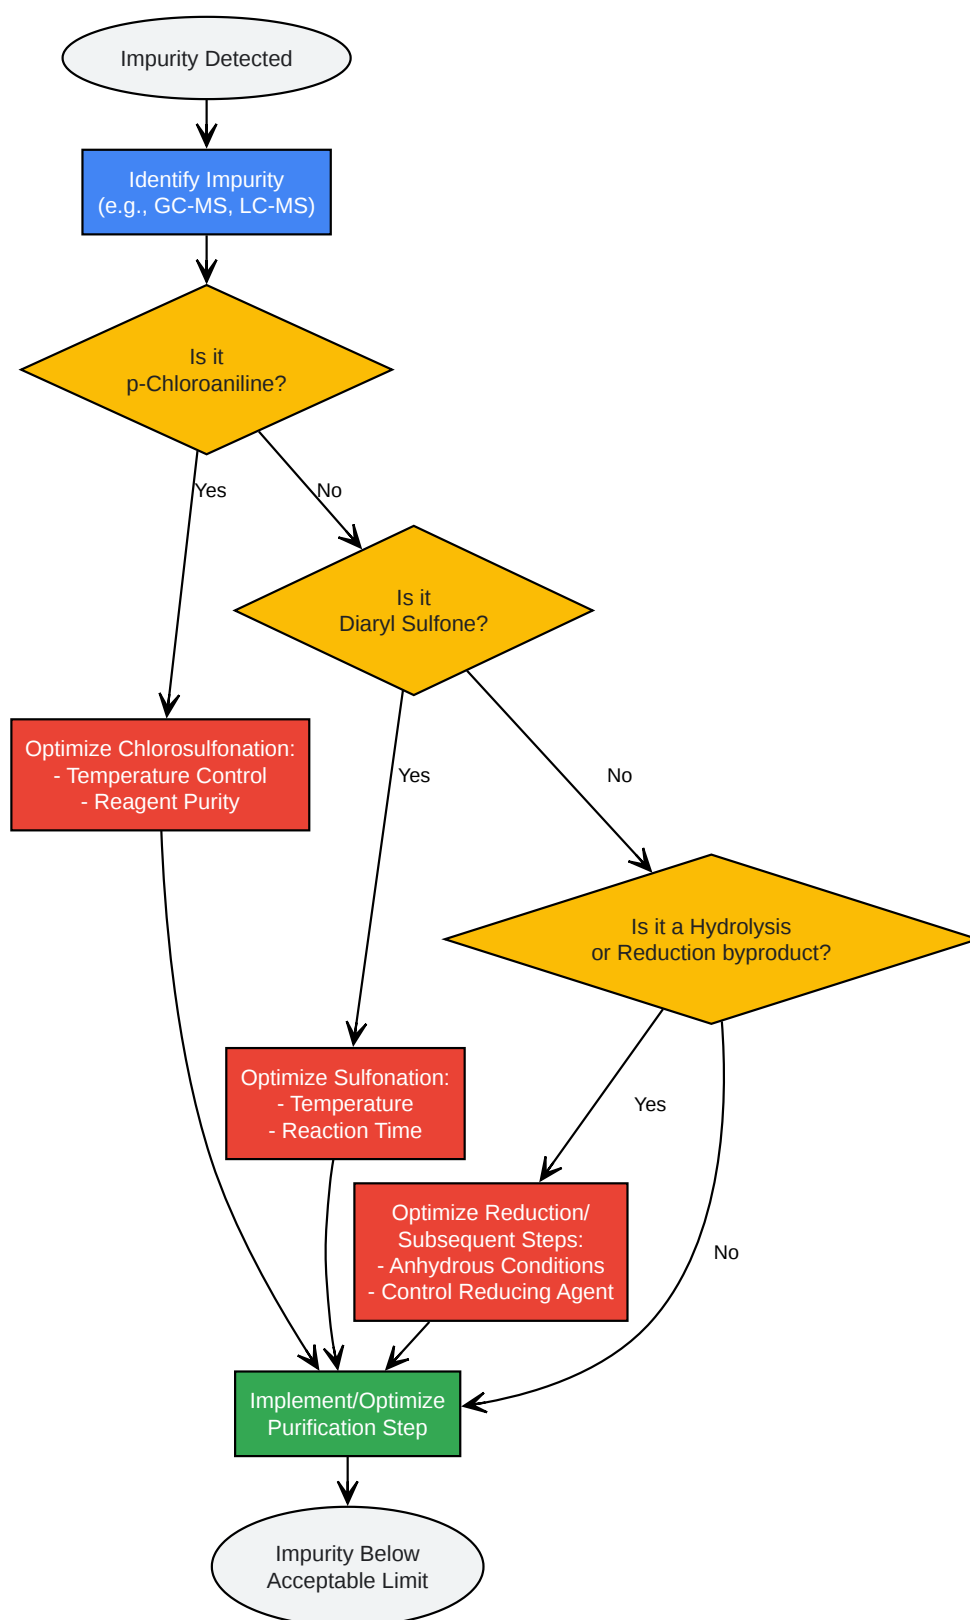 Impurity Detected
Identify Impurity
(e.g., GC-MS, LC-MS)
Is it
p-Chloroaniline?
Yes
No
Is it
Diaryl Sulfone?
Optimize Chlorosulfonation:
- Temperature Control
- Reagent Purity
Yes
No
Is it a Hydrolysis
or Reduction byproduct?
Optimize Sulfonation:
- Temperature
- Reaction Time
Yes
Optimize Reduction/
Subsequent Steps:
- Anhydrous Conditions
- Control Reducing Agent
No
Implement/Optimize
Purification Step
Impurity Below
Acceptable Limit